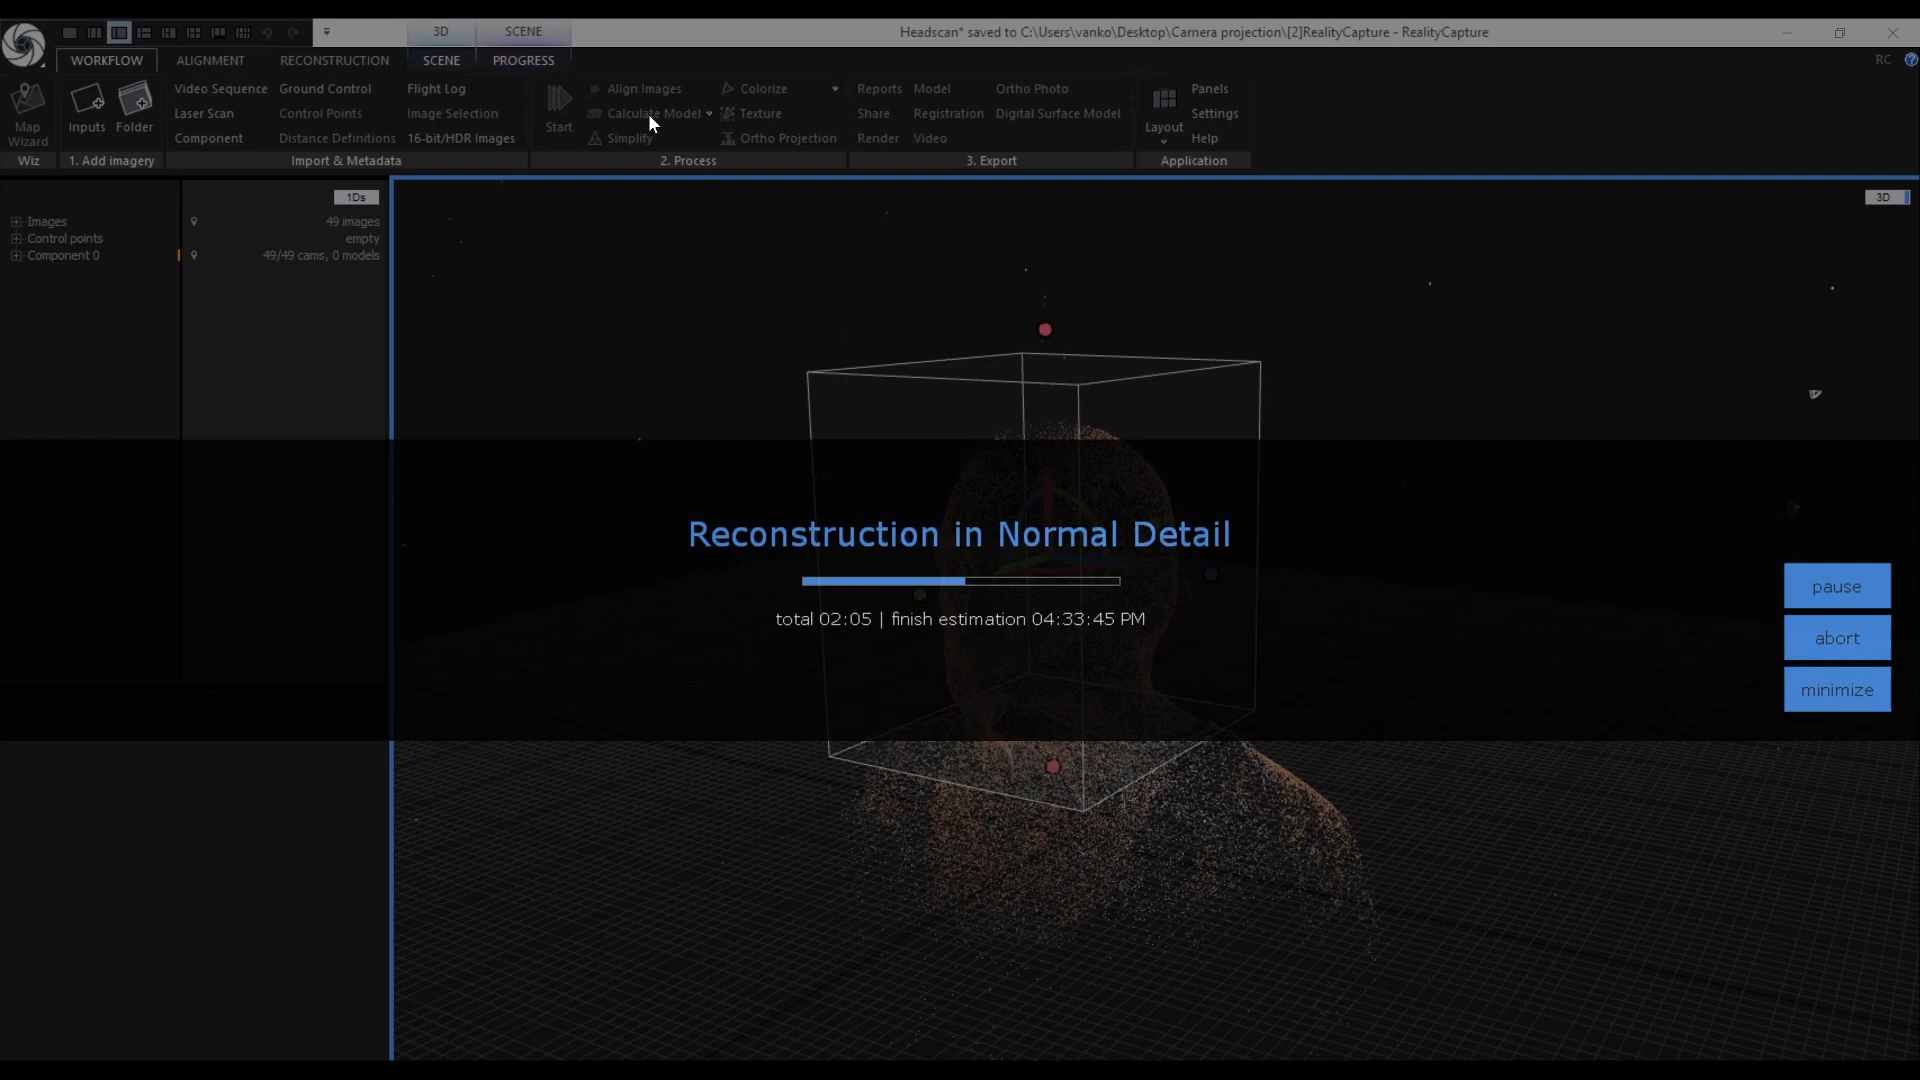 3D
SCENE
Headscan* saved to C:\Users\vanko\Desktop\Camera projection\[2]RealityCapture - RealityCapture
WORKFLOW
ALIGNMENT
RECONSTRUCTION
SCENE
PROGRESS
RC
?
Map
Wizard
Inputs
Folder
Video Sequence
Ground Control
Flight Log
Laser Scan
Control Points
Image Selection
Component
Distance Definitions
16-bit/HDR Images
Start
Align Images
Colorize
Calculate Model
Texture
Simplify
Ortho Projection
Reports
Model
Ortho Photo
Share
Registration
Digital Surface Model
Render
Video
Layout
Panels
Settings
Help
Wiz
1. Add imagery
Import & Metadata
2. Process
3. Export
Application
1Ds
3D
Images
49 images
Control points
empty
Component 0
49/49 cams, 0 models
Reconstruction in Normal Detail
total 02:05 | finish estimation 04:33:45 PM
pause
abort
minimize